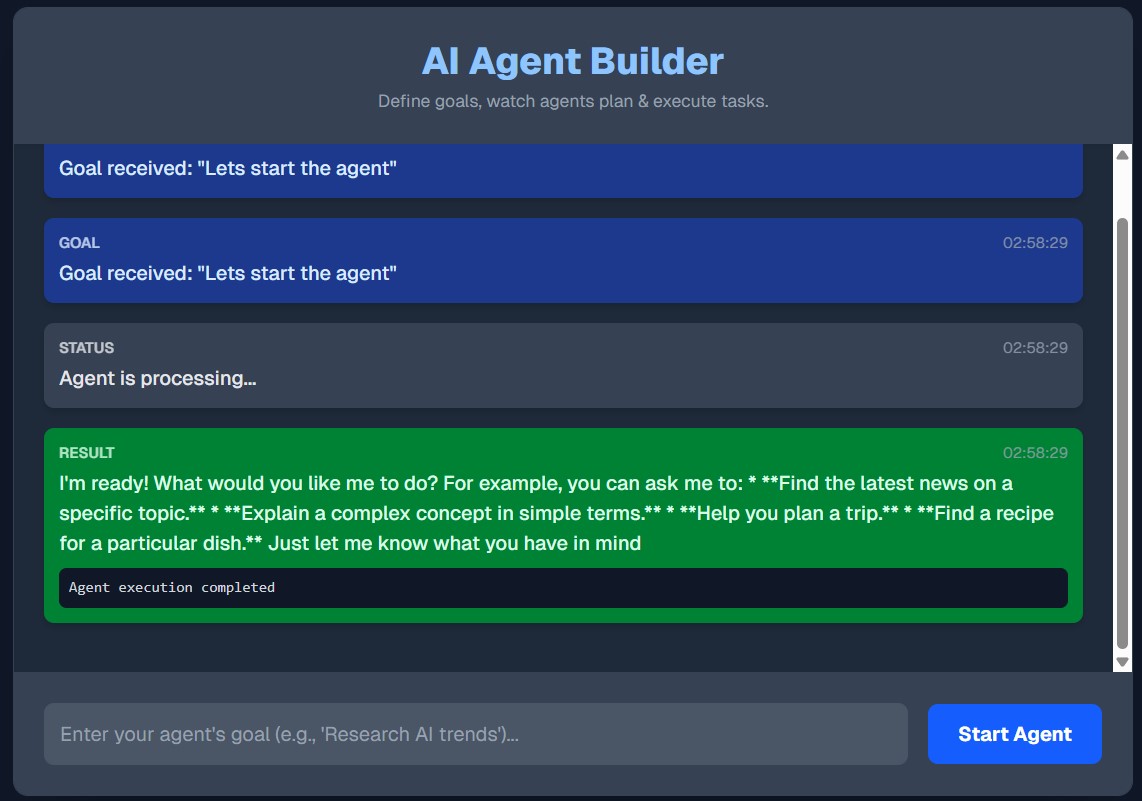 AI Agent Builder
Define goals, watch agents plan & execute tasks.
Goal received: "Lets start the agent"
GOAL 02:58:29
Goal received: "Lets start the agent"
STATUS 02:58:29
Agent is processing...
RESULT 02:58:29
I'm ready! What would you like me to do? For example, you can ask me to: * **Find the latest news on a
specific topic.** * **Explain a complex concept in simple terms.** * **Help you plan a trip.** * **Find a recipe
for a particular dish.** Just let me know what you have in mind
Agent execution completed
Enter your agent's goal (e.g., 'Research AI trends')... Start Agent